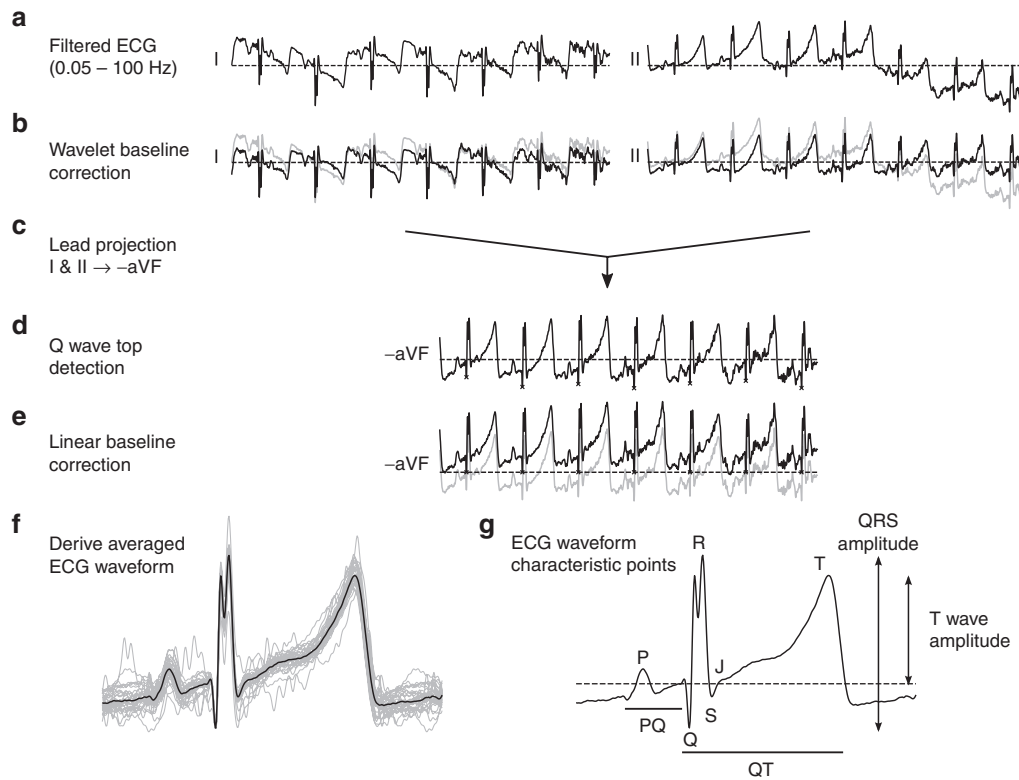 a
Filtered ECG
(0.05 – 100 Hz)
I
II
b
Wavelet baseline
correction
I
II
c
Lead projection
I & II → –aVF
d
Q wave top
detection
–aVF
e
Linear baseline
correction
–aVF
f
Derive averaged
ECG waveform
g
ECG waveform
characteristic points
R
T
QRS
amplitude
T wave
amplitude
P
J
S
PQ
Q
QT